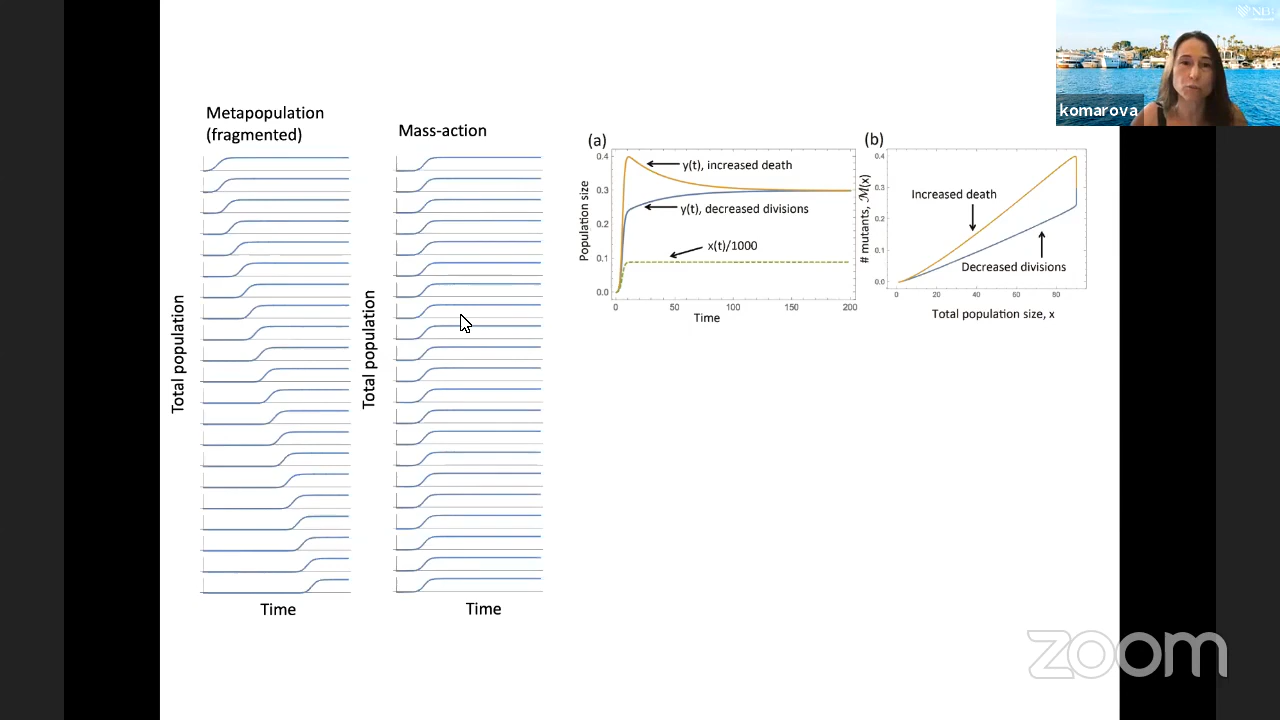 Metapopulation
(fragmented)
Mass-action
Total population
Total population
Time
Time
(a)
0.4
0.3
0.2
0.1
0.0
Population size
y(t), increased death
y(t), decreased divisions
x(t)/1000
0
50
100
150
200
Time
(b)
0.4
0.3
0.2
0.1
0.0
# mutants, ℳ(x)
Increased death
Decreased divisions
0
20
40
60
80
Total population size, x
komarova
zoom